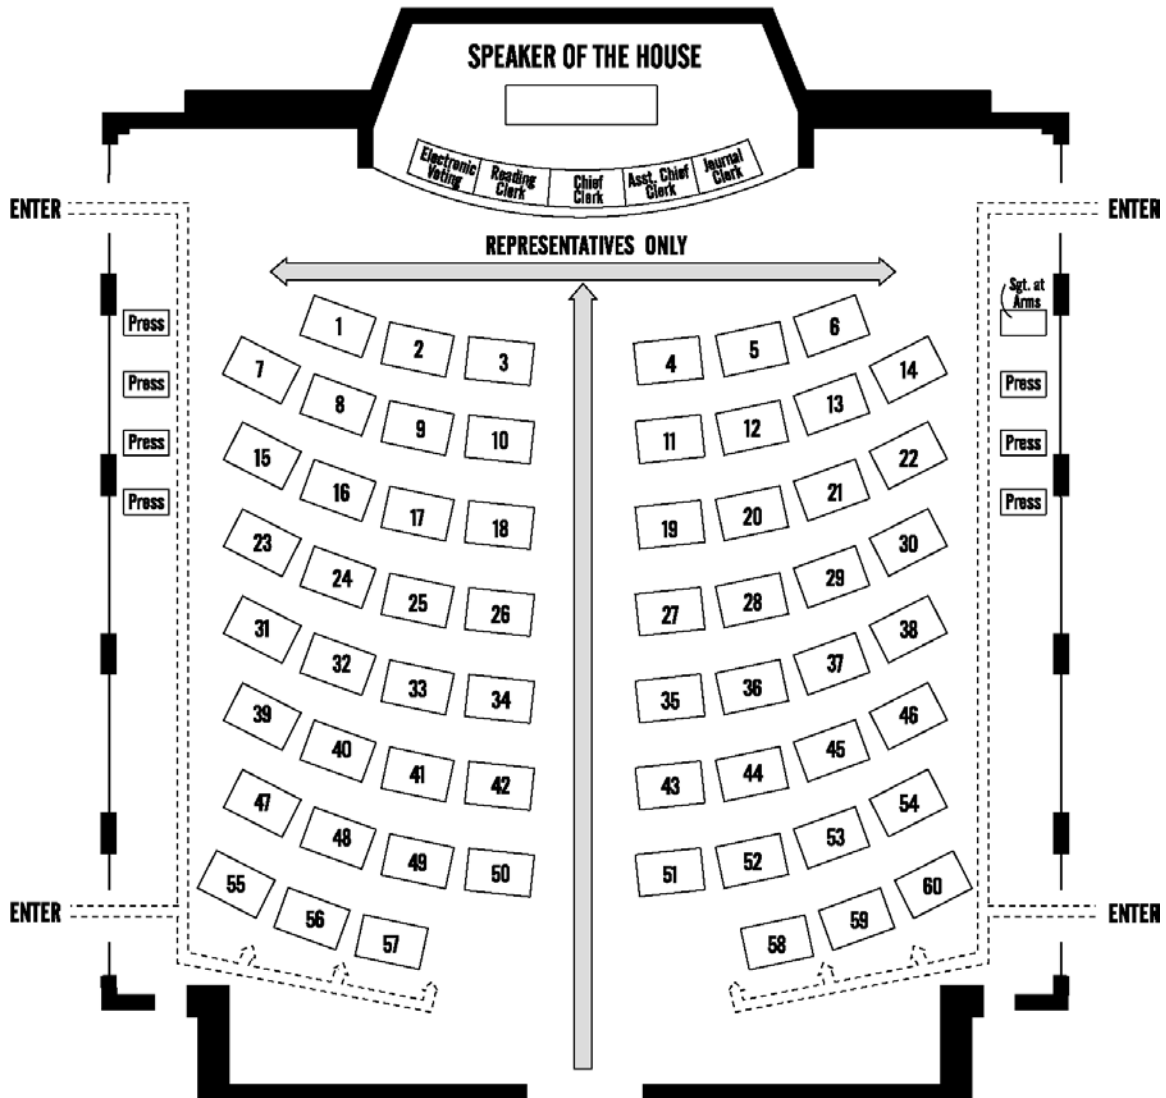 SPEAKER OF THE HOUSE
Electronic
Voting
Reading
Clerk
Chief
Clerk
Asst. Chief
Clerk
Journal
Clerk
ENTER
ENTER
REPRESENTATIVES ONLY
Sgt. at
Arms
Press
1
2
3
4
5
6
Press
Press
7
8
9
10
11
12
13
14
Press
Press
15
16
17
18
19
20
21
22
Press
Press
23
24
25
26
27
28
29
30
31
32
33
34
35
36
37
38
39
40
41
42
43
44
45
46
47
48
49
50
51
52
53
54
55
56
57
58
59
60
ENTER
ENTER